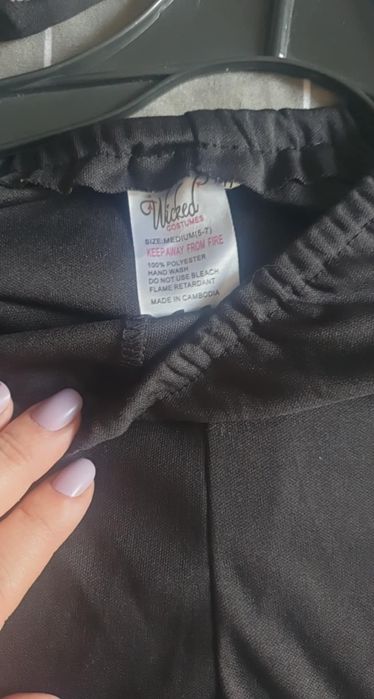 Wicked
COSTUMES
SIZE:MEDIUM(5-7)
KEEP AWAY FROM FIRE
100% POLYESTER
HAND WASH
DO NOT USE BLEACH
FLAME RETARDANT
MADE IN CAMBODIA